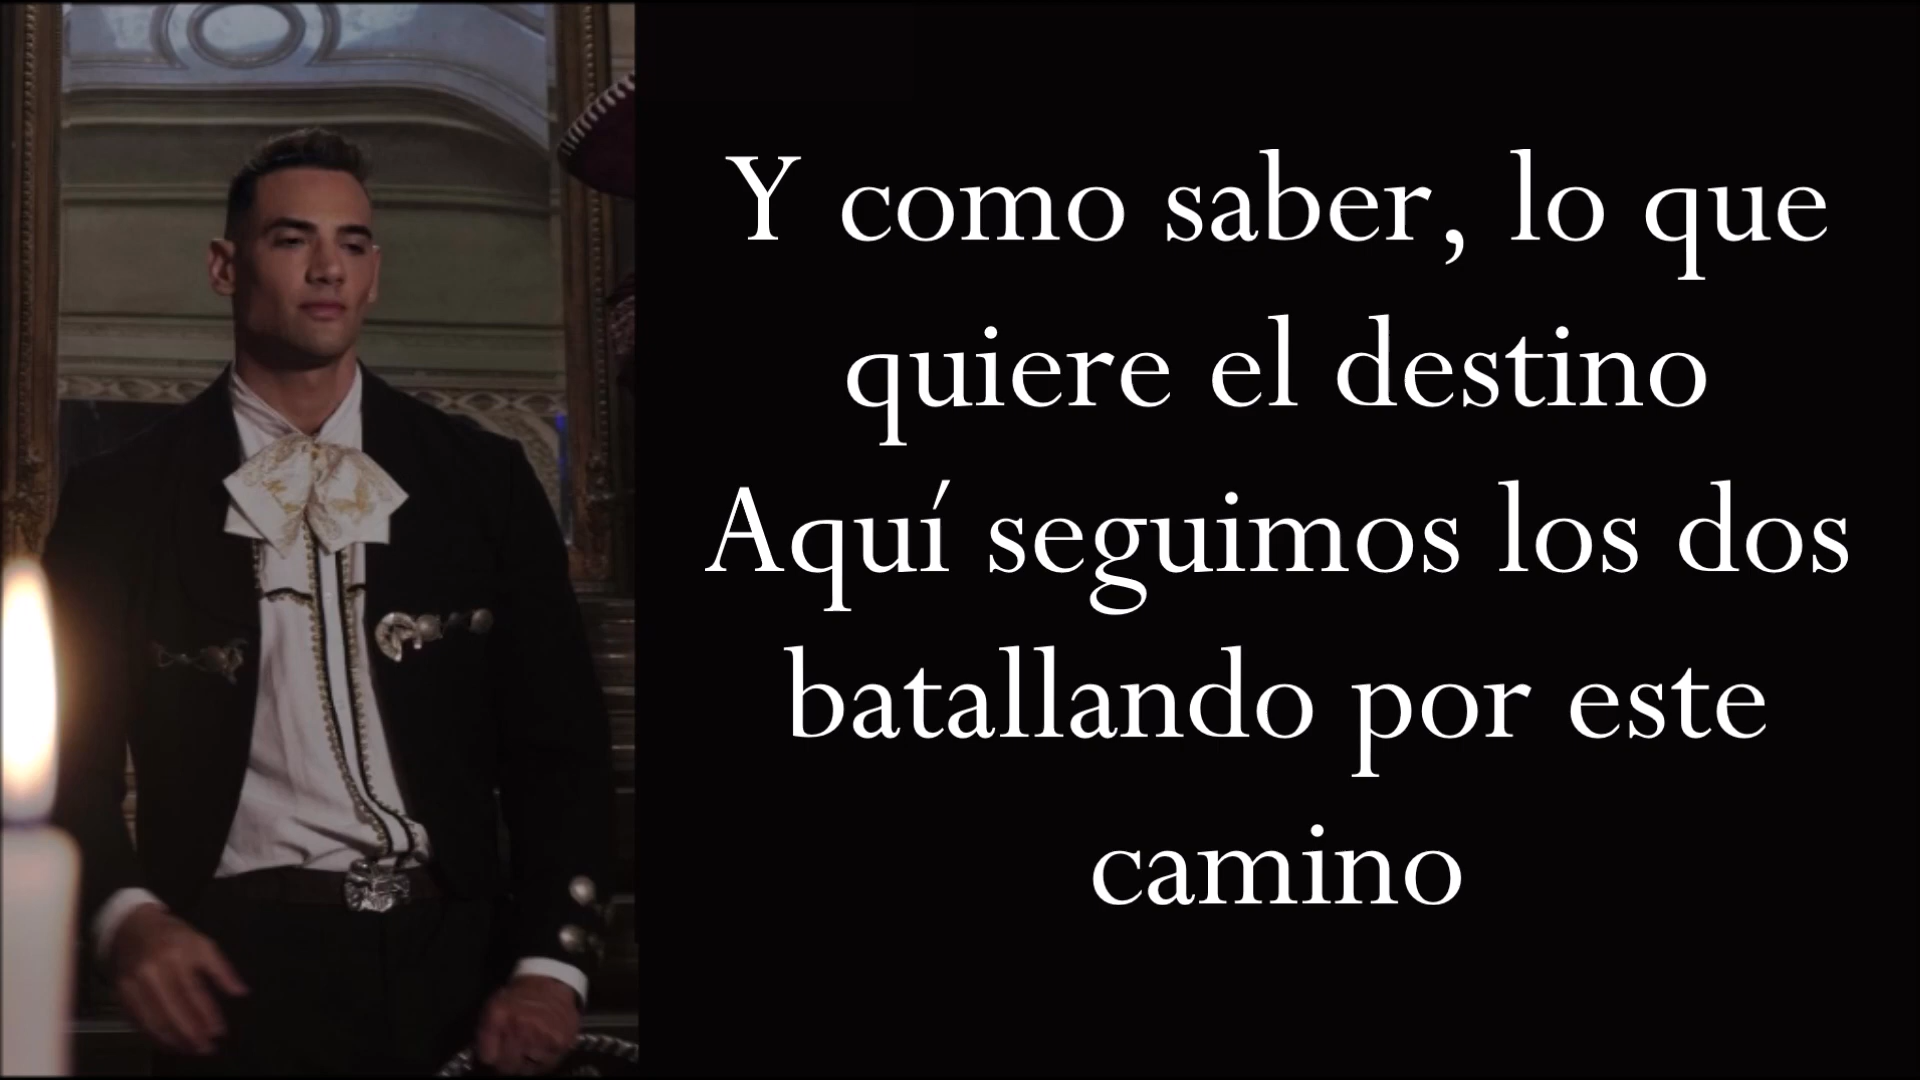 Y como saber, lo que
quiere el destino
Aquí seguimos los dos
batallando por este
camino